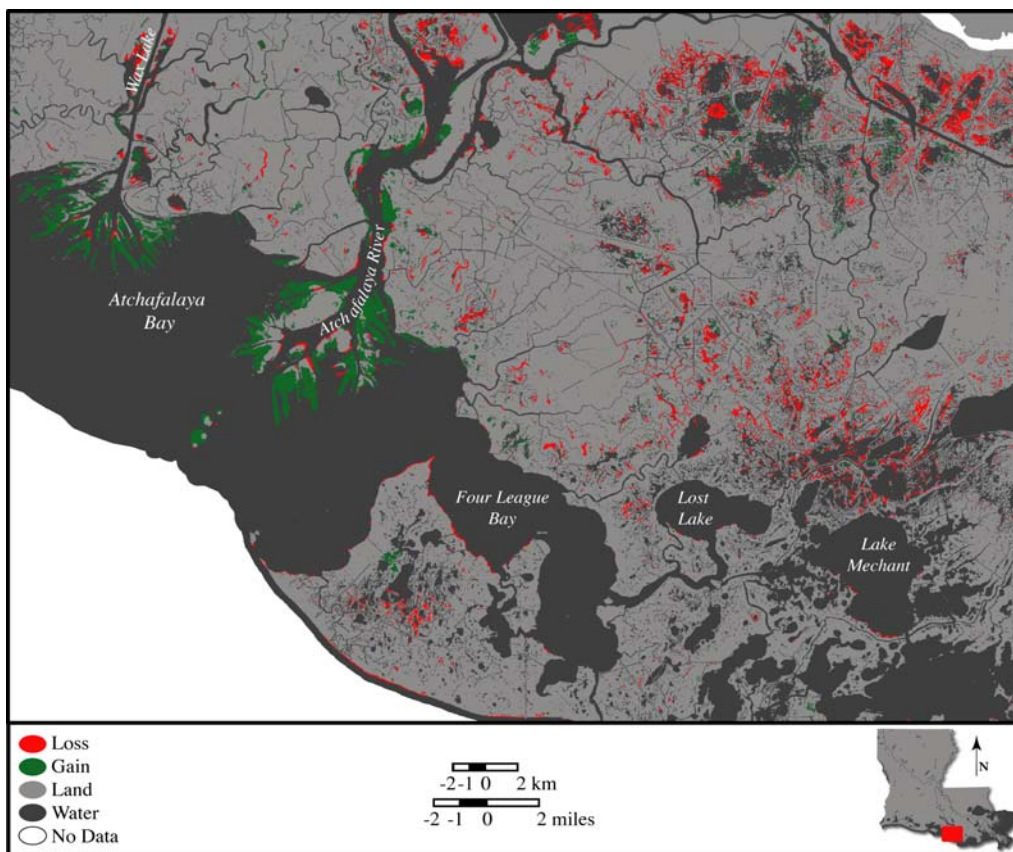 Wax Lake
Atchafalaya River
Atchafalaya
Bay
Four League
Bay
Lost
Lake
Lake
Mechant
Loss
Gain
Land
Water
No Data
-2 -1 0 2 km
-2 -1 0 2 miles
N